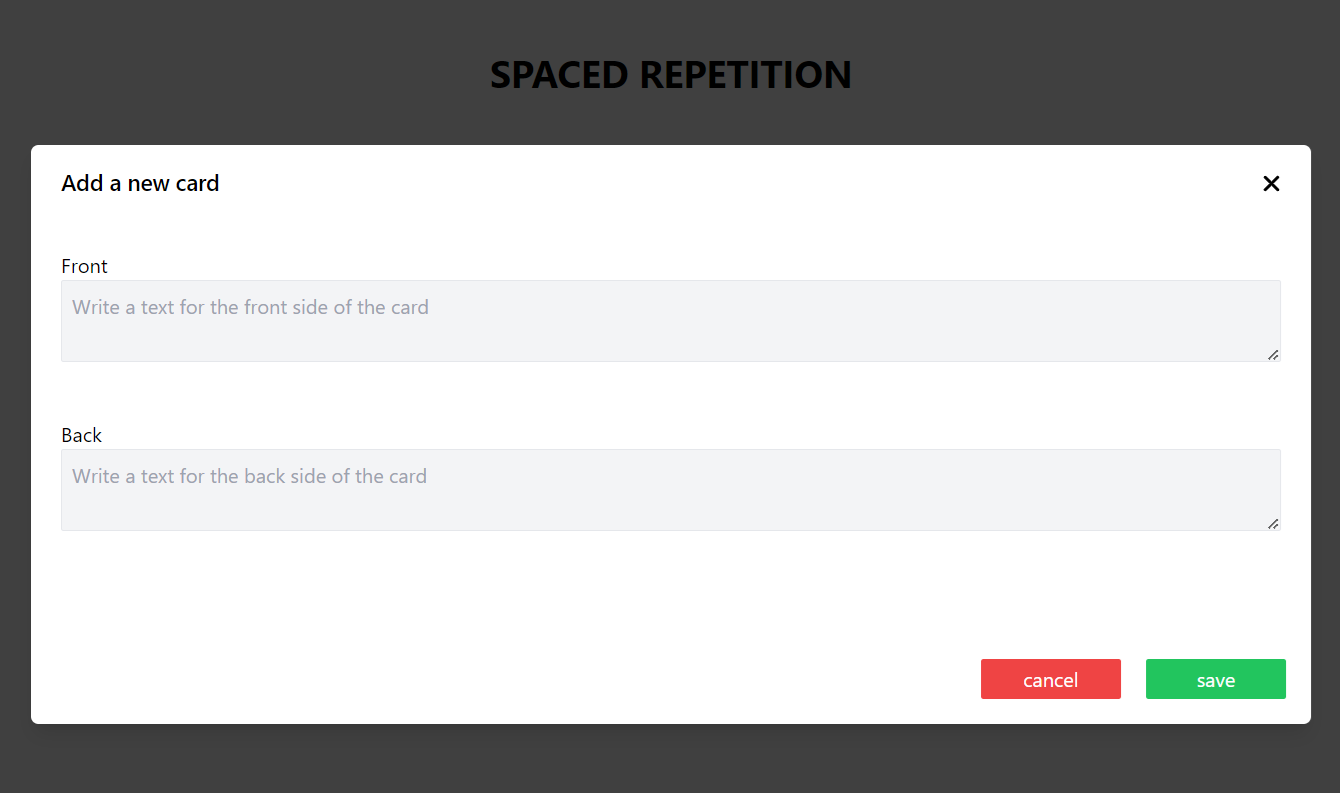 SPACED REPETITION
Add a new card
Front
Write a text for the front side of the card
Back
Write a text for the back side of the card
cancel save